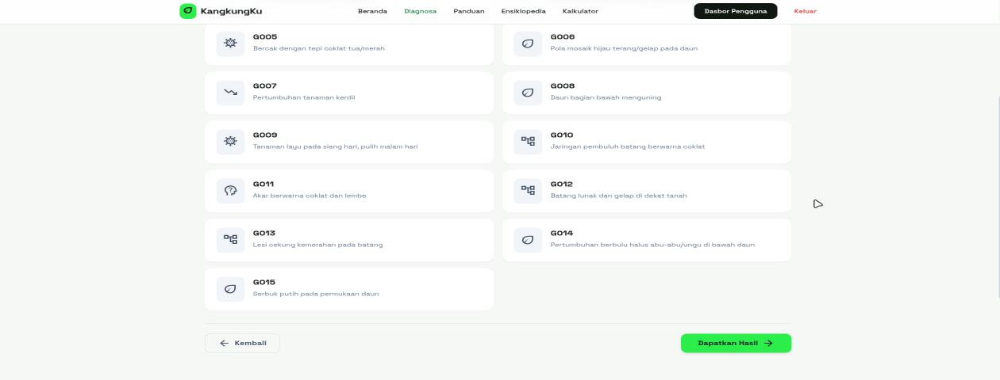 KangkungKu
Beranda
Diagnosa
Panduan
Ensiklopedia
Kalkulator
Dasbor Pengguna
Keluar
G005
Bercak dengan tepi coklat tua/merah
G006
Pola mosaik hijau terang/gelap pada daun
G007
Pertumbuhan tanaman kerdil
G008
Daun bagian bawah menguning
G009
Tanaman layu pada siang hari, pulih malam hari
G010
Jaringan pembuluh batang berwarna coklat
G011
Akar berwarna coklat dan lembe
G012
Batang lunak dan gelap di dekat tanah
G013
Lesi cekung kemerahan pada batang
G014
Pertumbuhan berbulu halus abu-abu/ungu di bawah daun
G015
Serbuk putih pada permukaan daun
Kembali
Dapatkan Hasil